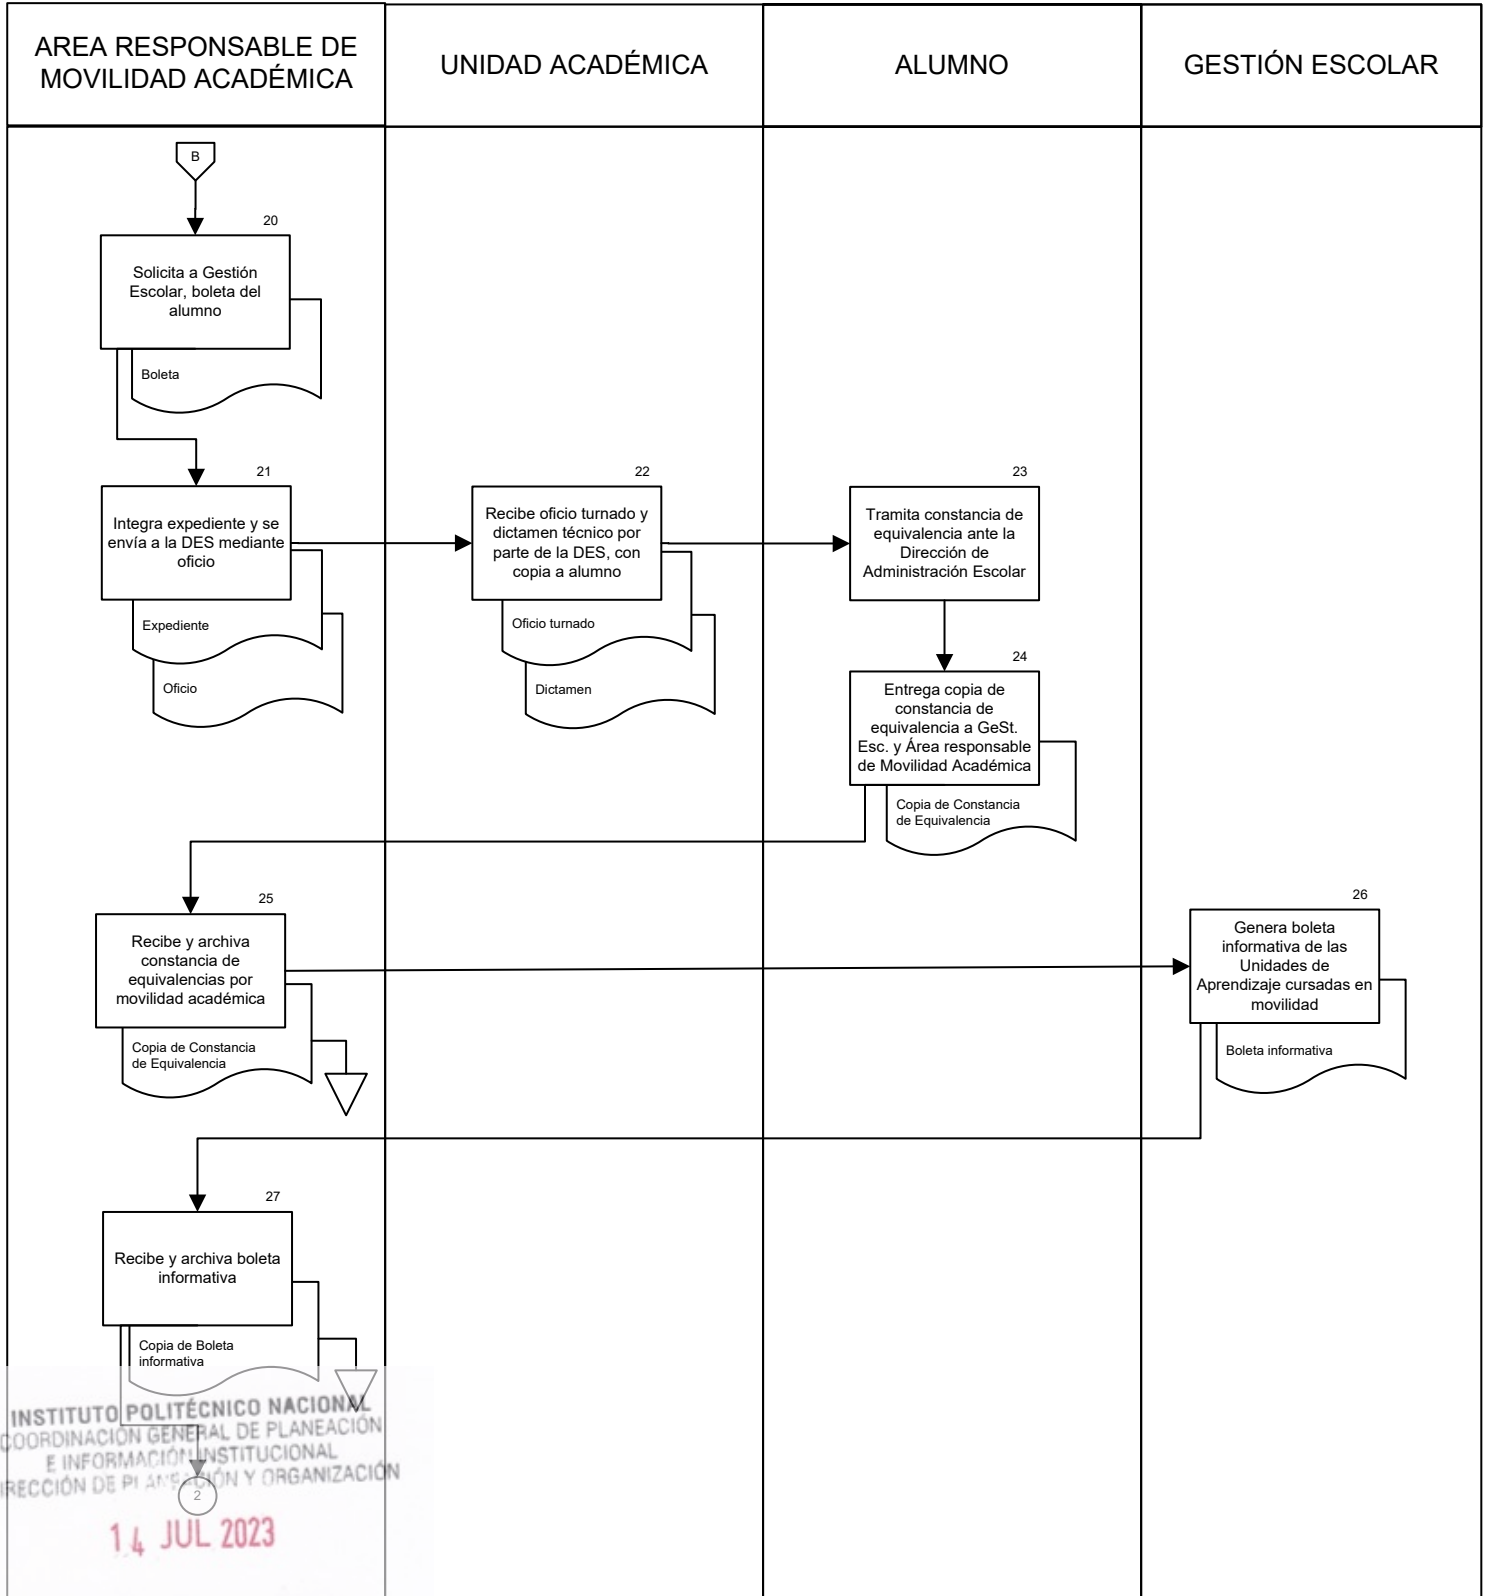 AREA RESPONSABLE DE
MOVILIDAD ACADÉMICA
UNIDAD ACADÉMICA
ALUMNO
GESTIÓN ESCOLAR
B
20
Solicita a Gestión
Escolar, boleta del
alumno
Boleta
21
Integra expediente y se
envía a la DES mediante
oficio
Expediente
Oficio
22
Recibe oficio turnado y
dictamen técnico por
parte de la DES, con
copia a alumno
Oficio turnado
Dictamen
23
Tramita constancia de
equivalencia ante la
Dirección de
Administración Escolar
24
Entrega copia de
constancia de
equivalencia a GeSt.
Esc. y Área responsable
de Movilidad Académica
Copia de Constancia
de Equivalencia
25
Recibe y archiva
constancia de
equivalencias por
movilidad académica
Copia de Constancia
de Equivalencia
26
Genera boleta
informativa de las
Unidades de
Aprendizaje cursadas en
movilidad
Boleta informativa
27
Recibe y archiva boleta
informativa
Copia de Boleta
informativa
INSTITUTO POLITÉCNICO NACIONAL
COORDINACIÓN GENERAL DE PLANEACIÓN
E INFORMACIÓN INSTITUCIONAL
IRECCIÓN DE PLANEACIÓN Y ORGANIZACIÓN
2
14 JUL 2023